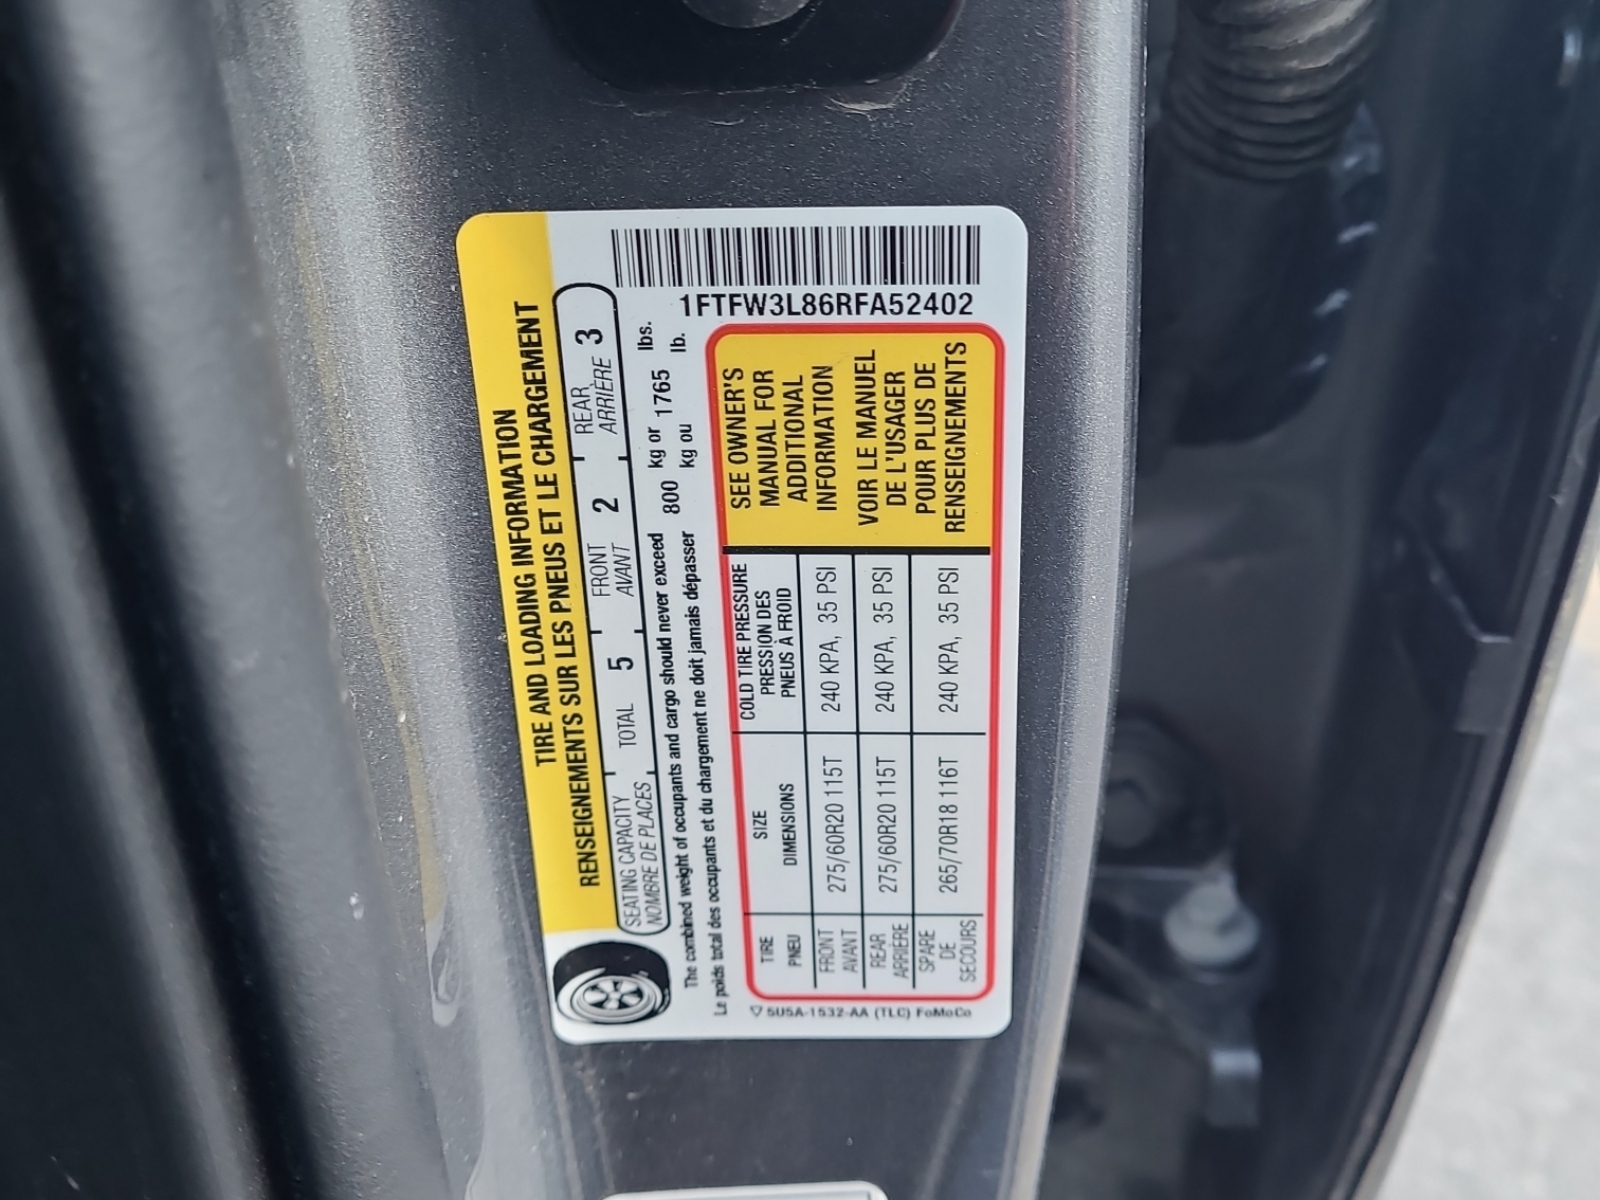 TIRE AND LOADING INFORMATION
RENSEIGNEMENTS SUR LES PNEUS ET LE CHARGEMENT
SEATING CAPACITY
NOMBRE DE PLACES
TOTAL 5
FRONT
AVANT
2
REAR
ARRIÈRE
3
The combined weight of occupants and cargo should never exceed 800 kg or 1765 lbs.
Le poids total des occupants et du chargement ne doit jamais dépasser kg ou lb.
1FTFW3L86RFA52402
TIRE
PNEU
SIZE
DIMENSIONS
COLD TIRE PRESSURE
PRESSION DES
PNEUS À FROID
FRONT
AVANT
275/60R20 115T
240 KPA, 35 PSI
REAR
ARRIÈRE
275/60R20 115T
240 KPA, 35 PSI
SPARE
DE
SECOURS
265/70R18 116T
240 KPA, 35 PSI
SEE OWNER'S
MANUAL FOR
ADDITIONAL
INFORMATION
VOIR LE MANUEL
DE L'USAGER
POUR PLUS DE
RENSEIGNEMENTS
5U5A-1532-AA (TLC) FoMoCo